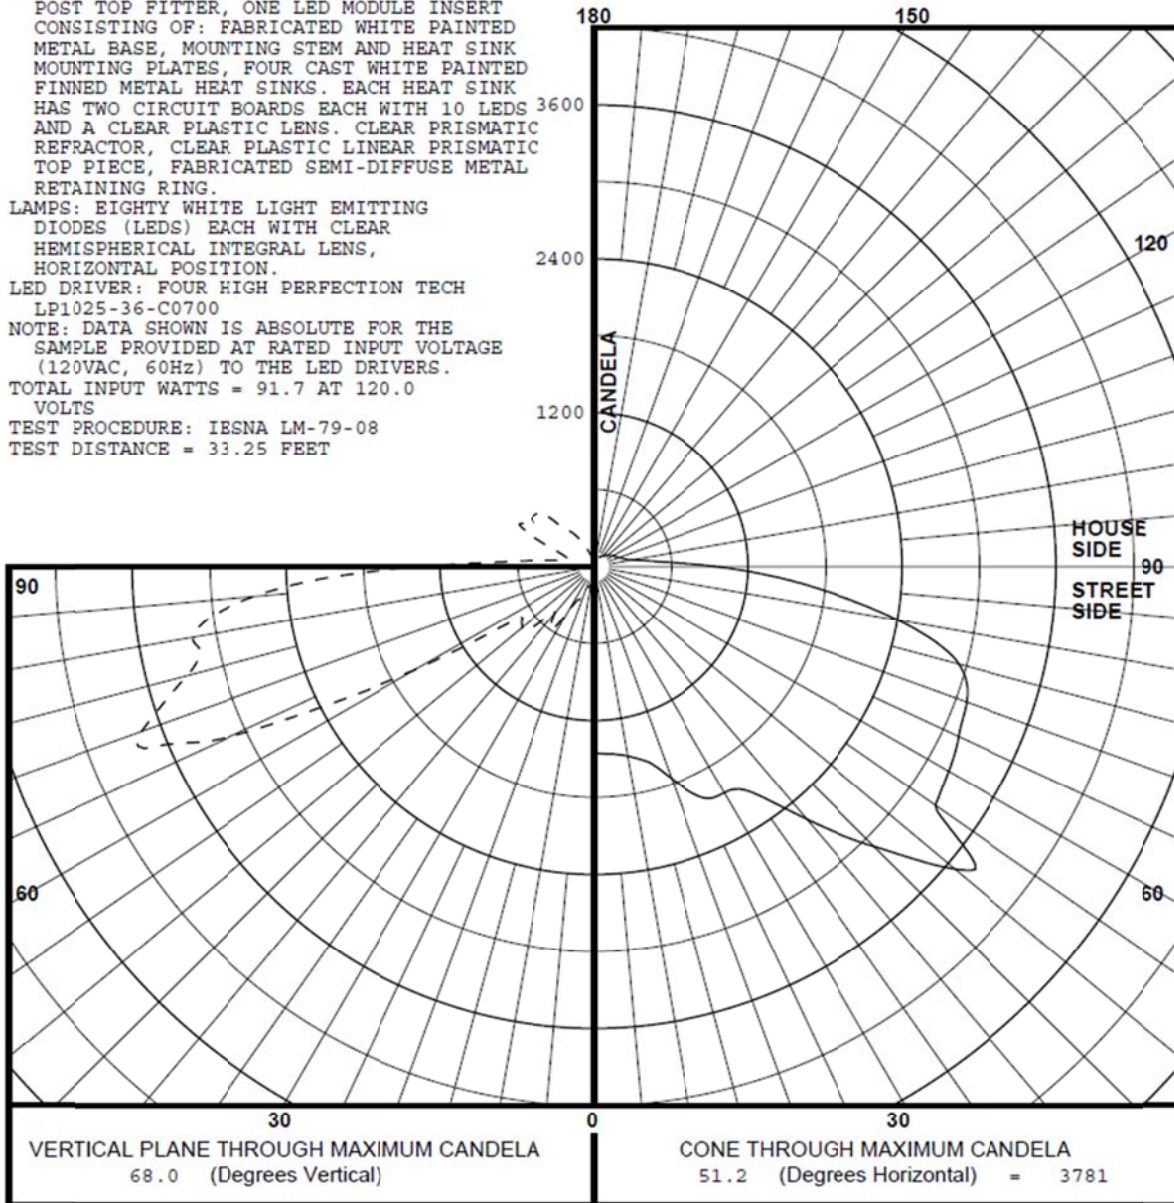 POST TOP FITTER, ONE LED MODULE INSERT
CONSISTING OF: FABRICATED WHITE PAINTED
METAL BASE, MOUNTING STEM AND HEAT SINK
MOUNTING PLATES, FOUR CAST WHITE PAINTED
FINNED METAL HEAT SINKS. EACH HEAT SINK
HAS TWO CIRCUIT BOARDS EACH WITH 10 LEDS
AND A CLEAR PLASTIC LENS. CLEAR PRISMATIC
REFRACTOR, CLEAR PLASTIC LINEAR PRISMATIC
TOP PIECE, FABRICATED SEMI-DIFFUSE METAL
RETAINING RING.
LAMPS: EIGHTY WHITE LIGHT EMITTING
DIODES (LEDS) EACH WITH CLEAR
HEMISPHERICAL INTEGRAL LENS,
HORIZONTAL POSITION.
LED DRIVER: FOUR HIGH PERFECTION TECH
LP1025-36-C0700
NOTE: DATA SHOWN IS ABSOLUTE FOR THE
SAMPLE PROVIDED AT RATED INPUT VOLTAGE
(120VAC, 60Hz) TO THE LED DRIVERS.
TOTAL INPUT WATTS = 91.7 AT 120.0
VOLTS
TEST PROCEDURE: IESNA LM-79-08
TEST DISTANCE = 33.25 FEET
180
150
3600
120
2400
CANDELA
1200
HOUSE
SIDE
90
90
STREET
SIDE
60
60
30
0
30
VERTICAL PLANE THROUGH MAXIMUM CANDELA
68.0 (Degrees Vertical)
CONE THROUGH MAXIMUM CANDELA
51.2 (Degrees Horizontal) = 3781